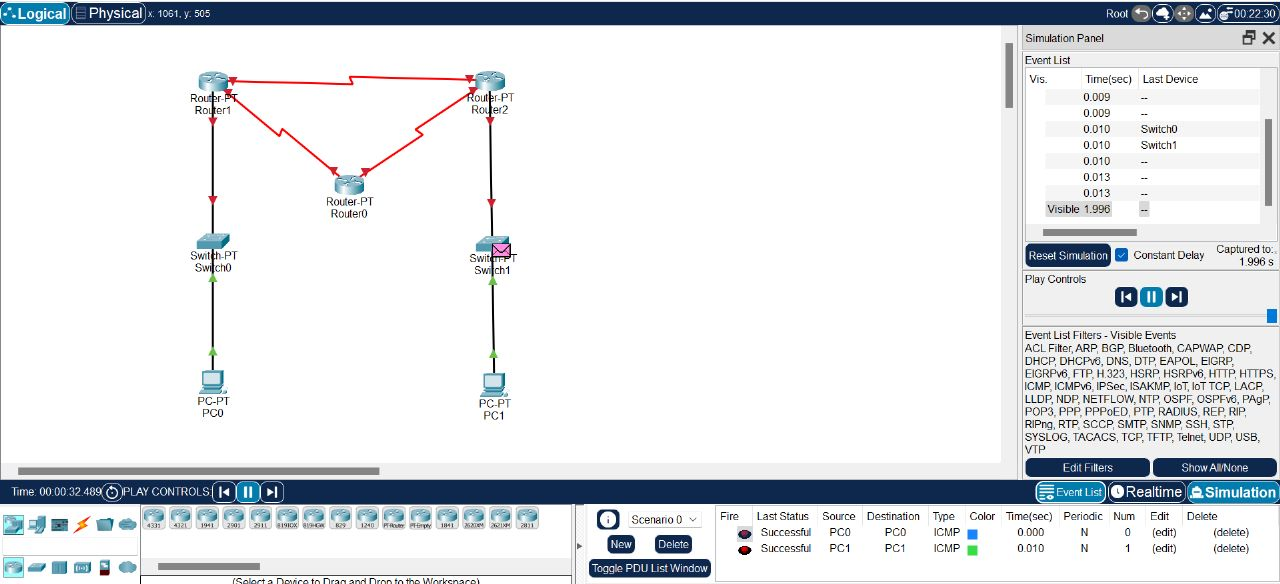 Logical Physical x: 1061, y: 505 Root 00:22:30
Simulation Panel
Event List
Vis. Time(sec) Last Device
0.009 --
0.009 --
0.010 Switch0
0.010 Switch1
0.010 --
0.013 --
0.013 --
Visible 1.996 --
Reset Simulation Constant Delay Captured to:
1.996 s
Play Controls
Event List Filters - Visible Events
ACL Filter, ARP, BGP, Bluetooth, CAPWAP, CDP,
DHCP, DHCPv6, DNS, DTP, EAPOL, EIGRP,
EIGRPv6, FTP, H.323, HSRP, HSRPv6, HTTP, HTTPS,
ICMP, ICMPv6, IPSec, ISAKMP, IoT, IoT TCP, LACP,
LLDP, NDP, NETFLOW, NTP, OSPF, OSPFv6, PAgP,
POP3, PPP, PPPoED, PTP, RADIUS, REP, RIP,
RIPng, RTP, SCCP, SMTP, SNMP, SSH, STP,
SYSLOG, TACACS, TCP, TFTP, Telnet, UDP, USB,
VTP
Edit Filters Show All/None
Router-PT
Router1
Router-PT
Router2
Router-PT
Router0
Switch-PT
Switch0
Switch-PT
Switch1
PC-PT
PC0
PC-PT
PC1
Time: 00:00:32.489 PLAY CONTROLS: Event List Realtime Simulation
4331 4321 1941 2901 2911 819IOX 819HGW 829 1240 PT-Router PT-Empty 1841 2620XM 2621XM 2811
(Select a Device to Drag and Drop to the Workspace)
Scenario 0
New Delete
Toggle PDU List Window
Fire Last Status Source Destination Type Color Time(sec) Periodic Num Edit Delete
Successful PC0 PC0 ICMP 0.000 N 0 (edit) (delete)
Successful PC1 PC1 ICMP 0.010 N 1 (edit) (delete)